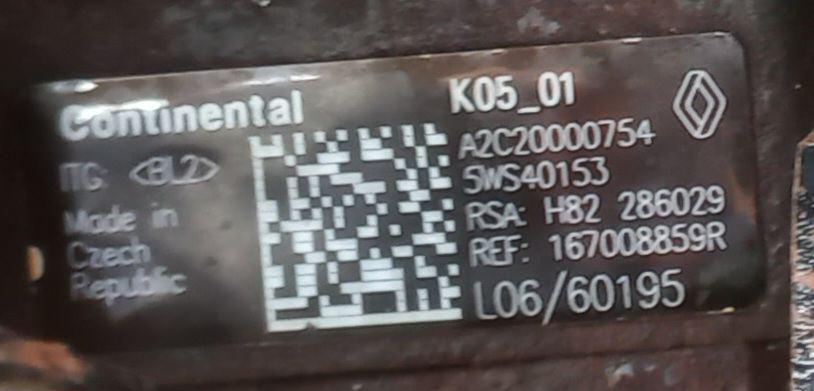 Continental
ITG: <BL2>
Made in
Czech
Republic
K05_01
A2C20000754
5WS40153
RSA: H82 286029
REF: 167008859R
L06/60195